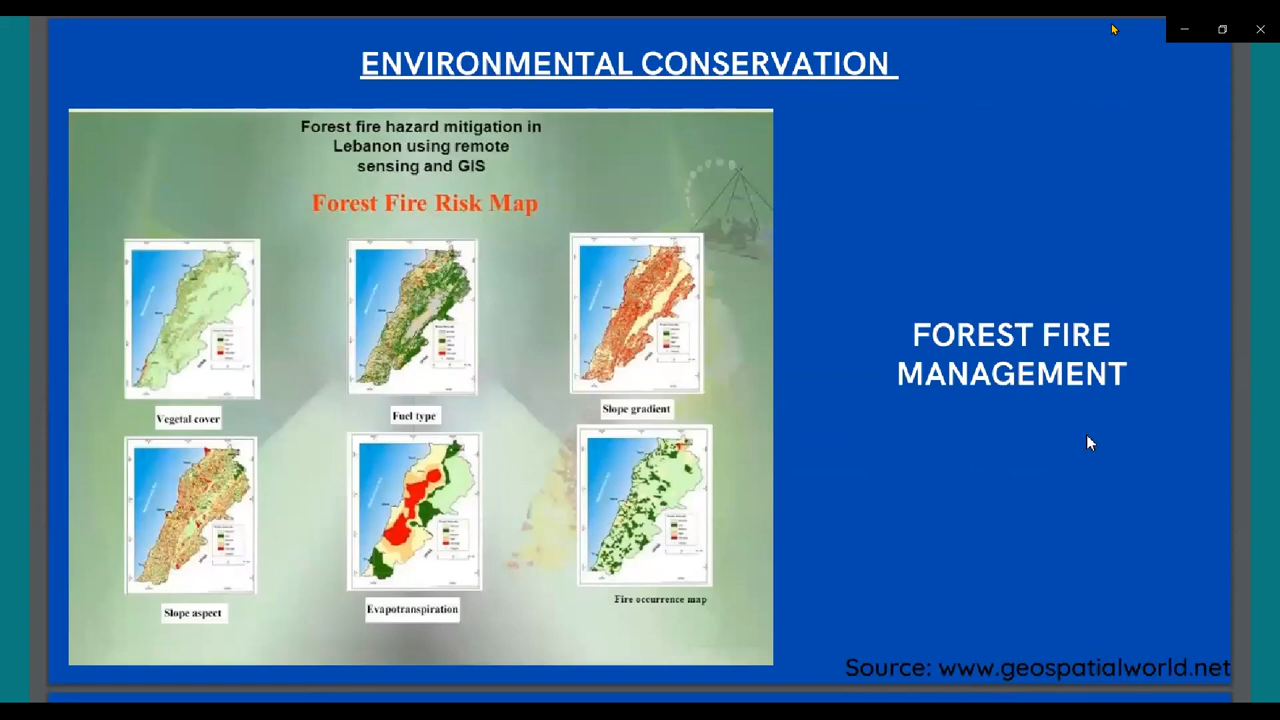 ENVIRONMENTAL CONSERVATION
Forest fire hazard mitigation in
Lebanon using remote
sensing and GIS
Forest Fire Risk Map
Vegetal cover
Fuel type
Slope gradient
Slope aspect
Evapotranspiration
Fire occurrence map
FOREST FIRE
MANAGEMENT
Source: www.geospatialworld.net